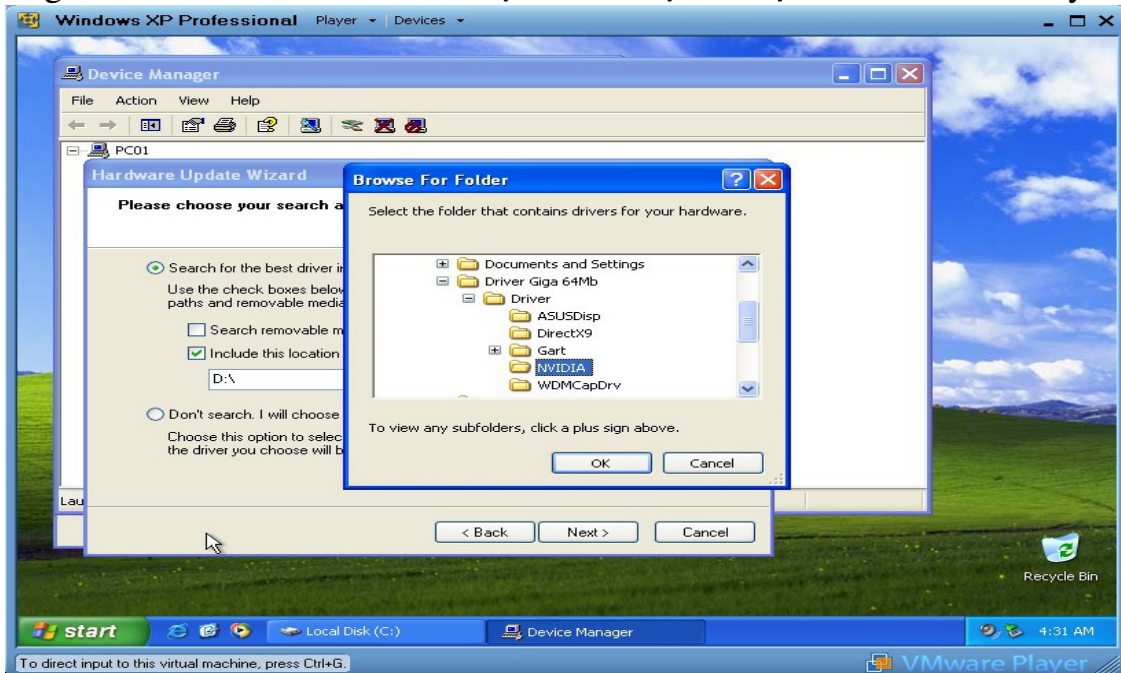 Windows XP Professional Player Devices
Device Manager
File Action View Help
PC01
Hardware Update Wizard
Please choose your search a
Search for the best driver in
Use the check boxes below
paths and removable media
Search removable m
Include this location
D:\
Don't search. I will choose
Choose this option to selec
the driver you choose will b
Browse For Folder
Select the folder that contains drivers for your hardware.
Documents and Settings
Driver Giga 64Mb
Driver
ASUSDisp
DirectX9
Gart
NVIDIA
WDMCapDrv
To view any subfolders, click a plus sign above.
OK Cancel
Lau
< Back Next > Cancel
Recycle Bin
start Local Disk (C:) Device Manager 4:31 AM
To direct input to this virtual machine, press Ctrl+G. VMware Player